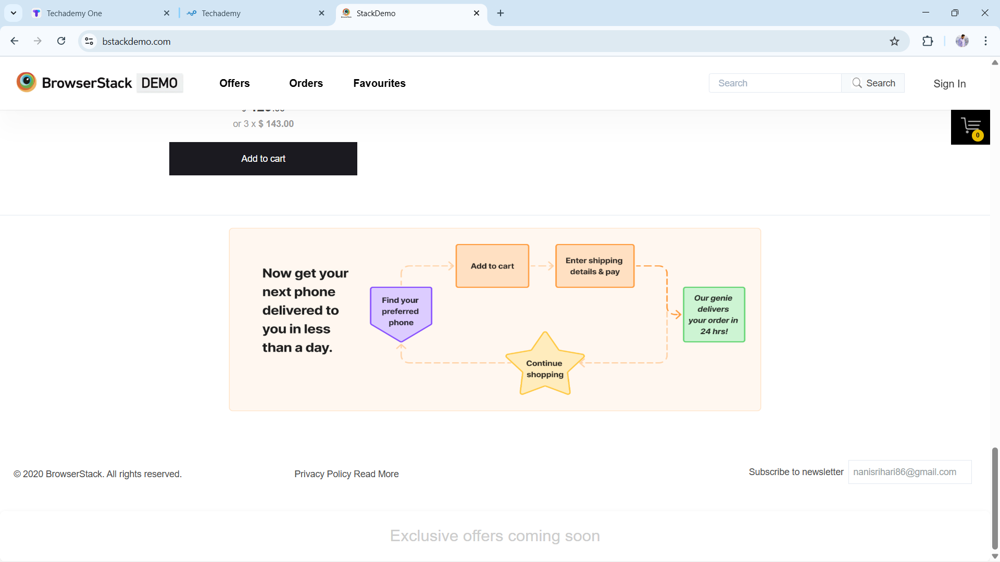 Techademy One
Techademy
StackDemo
bstackdemo.com
BrowserStack DEMO
Offers
Orders
Favourites
Search
Search
Sign In
0
or 3 x $ 143.00
Add to cart
Now get your
next phone
delivered to
you in less
than a day.
Find your
preferred
phone
Add to cart
Enter shipping
details & pay
Our genie
delivers
your order in
24 hrs!
Continue
shopping
© 2020 BrowserStack. All rights reserved.
Privacy Policy Read More
Subscribe to newsletter
nanisrihari86@gmail.com
Exclusive offers coming soon